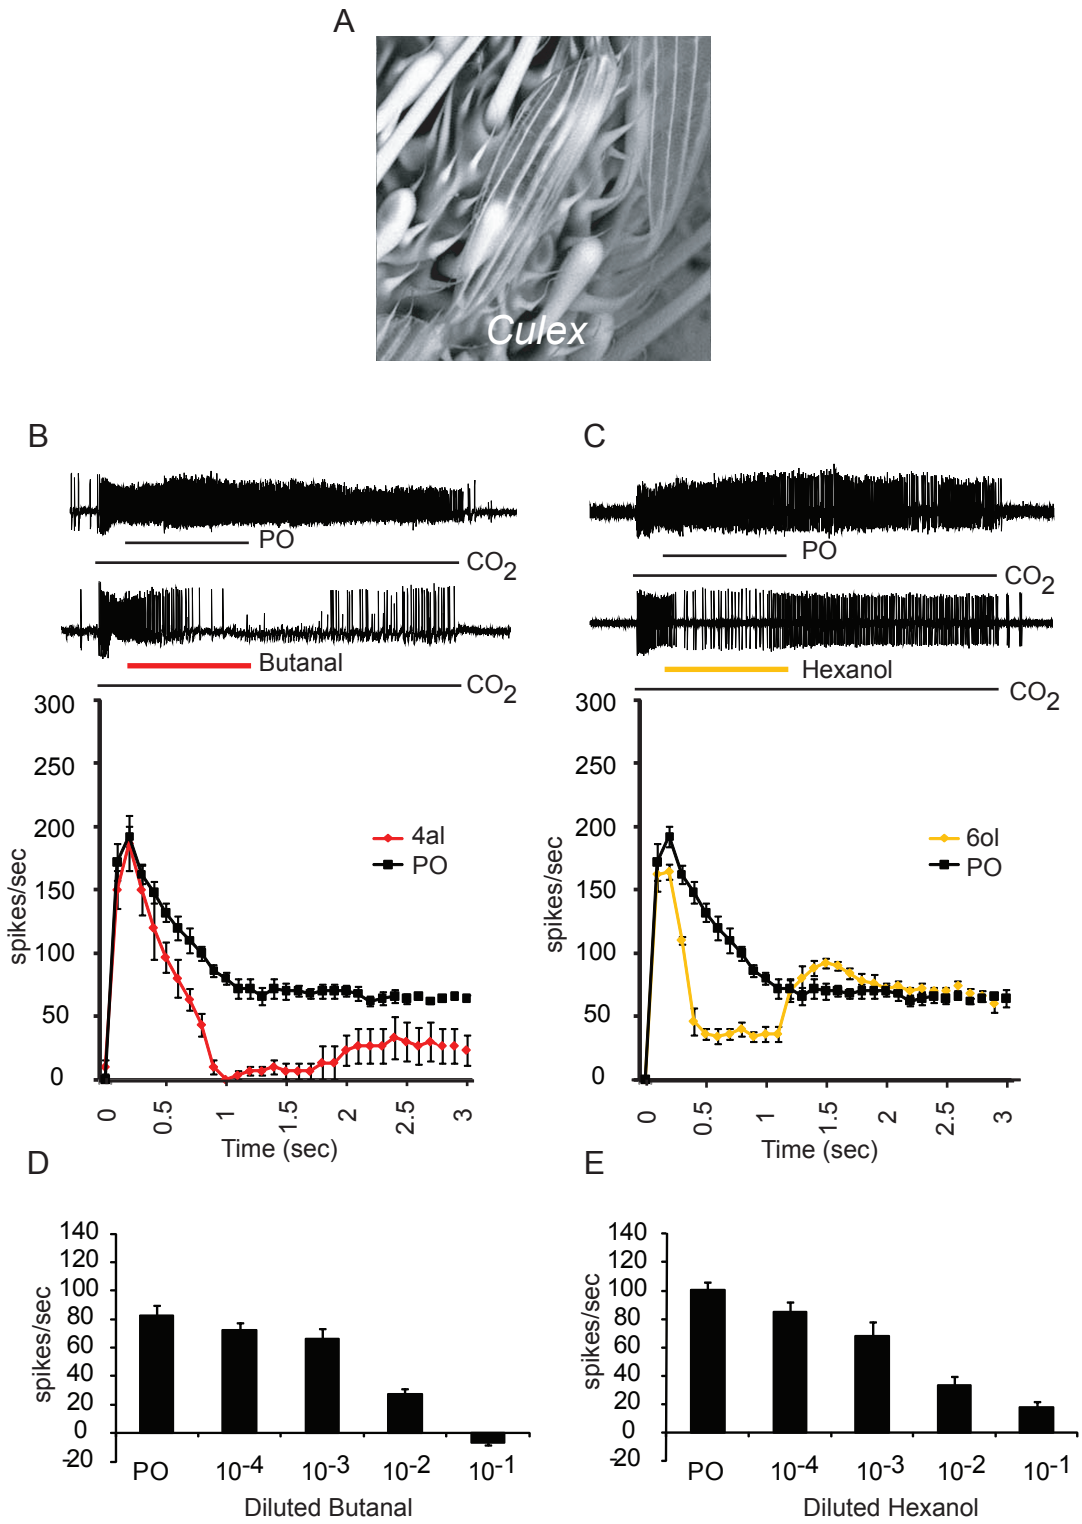 A
Culex
B
PO
CO2
Butanal
CO2
300
250
200
150
100
50
0
spikes/sec
4al
PO
0
0.5
1
1.5
2
2.5
3
Time (sec)
C
PO
CO2
Hexanol
CO2
300
250
200
150
100
50
0
spikes/sec
6ol
PO
0
0.5
1
1.5
2
2.5
3
Time (sec)
D
140
120
100
80
60
40
20
0
-20
spikes/sec
PO 10-4 10-3 10-2 10-1
Diluted Butanal
E
140
120
100
80
60
40
20
0
-20
spikes/sec
PO 10-4 10-3 10-2 10-1
Diluted Hexanol